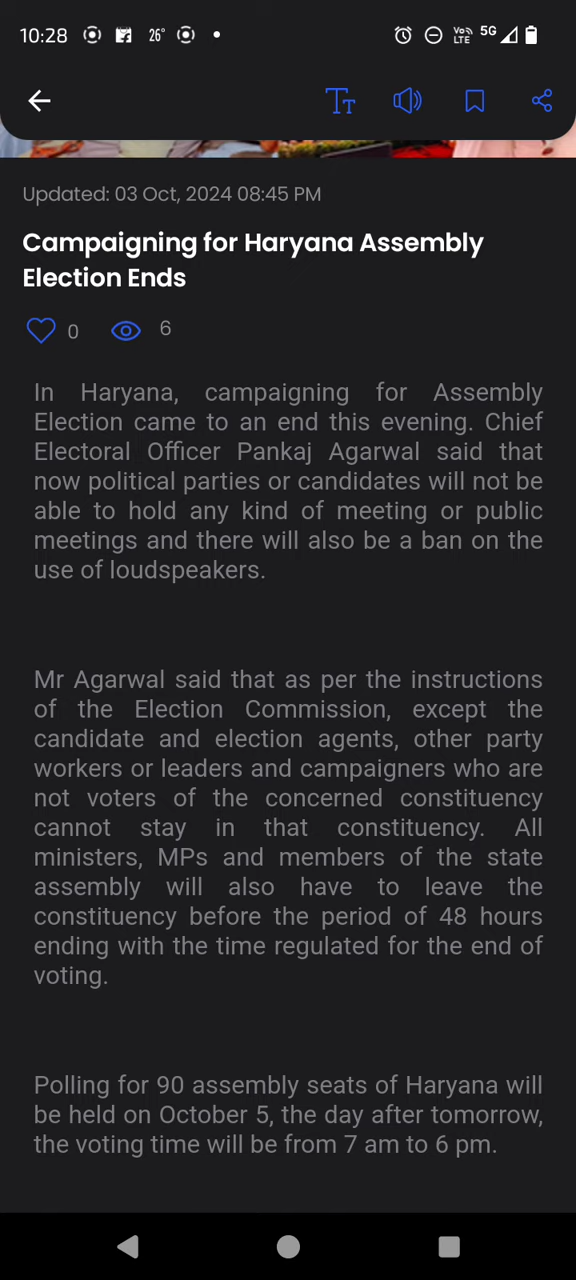 10:28 26° Vo LTE 5G
TT
Updated: 03 Oct, 2024 08:45 PM
Campaigning for Haryana Assembly
Election Ends
0 6
In Haryana, campaigning for Assembly
Election came to an end this evening. Chief
Electoral Officer Pankaj Agarwal said that
now political parties or candidates will not be
able to hold any kind of meeting or public
meetings and there will also be a ban on the
use of loudspeakers.
Mr Agarwal said that as per the instructions
of the Election Commission, except the
candidate and election agents, other party
workers or leaders and campaigners who are
not voters of the concerned constituency
cannot stay in that constituency. All
ministers, MPs and members of the state
assembly will also have to leave the
constituency before the period of 48 hours
ending with the time regulated for the end of
voting.
Polling for 90 assembly seats of Haryana will
be held on October 5, the day after tomorrow,
the voting time will be from 7 am to 6 pm.